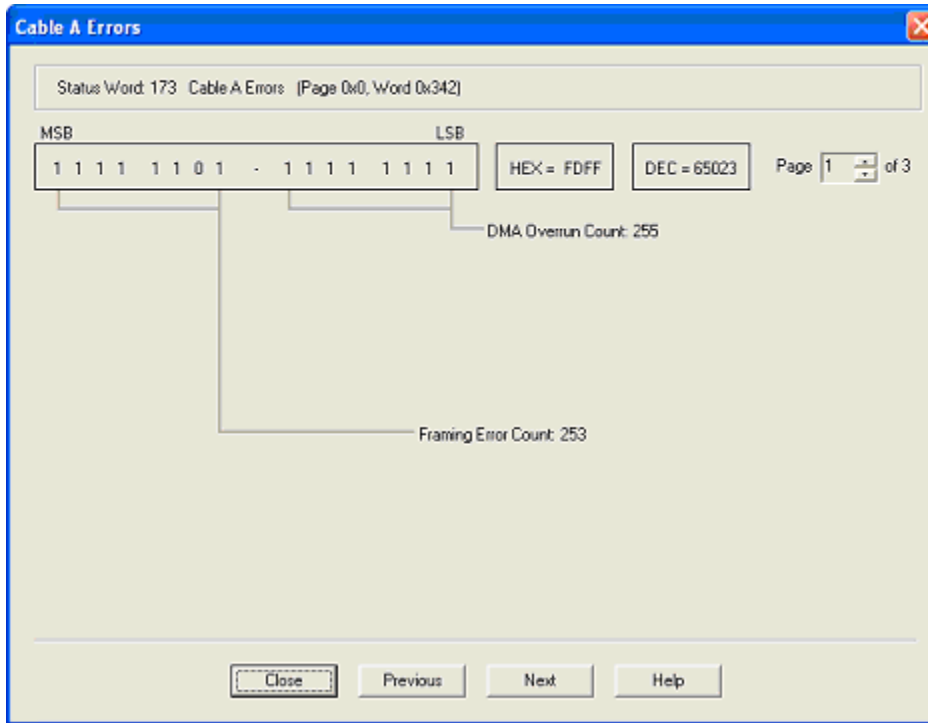 Cable A Errors
Status Word: 173 Cable A Errors (Page 0x0, Word 0x342)
MSB LSB
1 1 1 1 1 1 0 1 - 1 1 1 1 1 1 1 1 HEX = FDFF DEC = 65023 Page 1 of 3
DMA Overrun Count: 255
Framing Error Count: 253
Close Previous Next Help